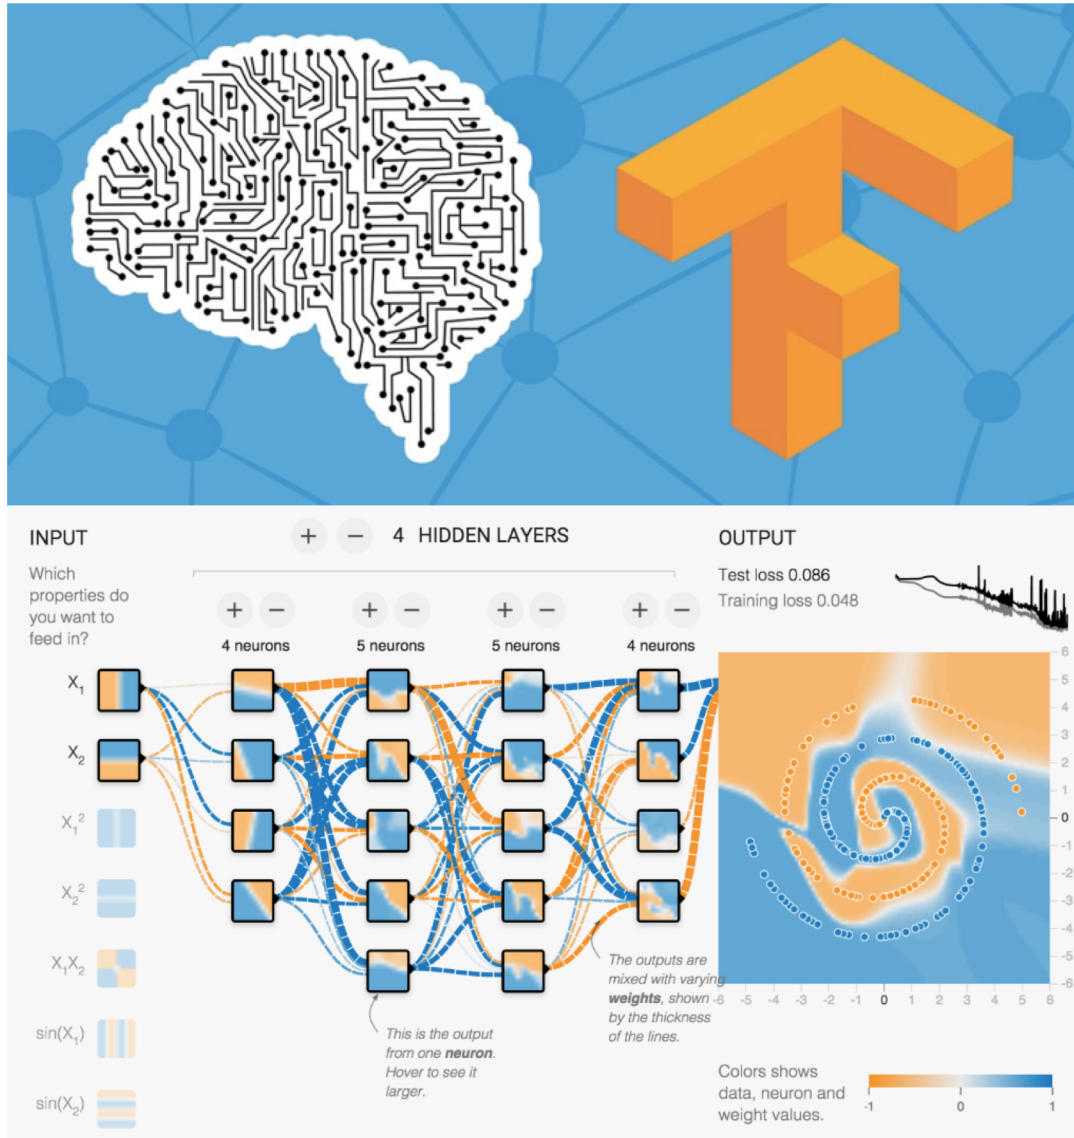 INPUT
Which
properties do
you want to
feed in?
+ − 4 HIDDEN LAYERS
+ − + − + − + −
4 neurons 5 neurons 5 neurons 4 neurons
X₁
X₂
X₁²
X₂²
X₁X₂
sin(X₁)
sin(X₂)
This is the output
from one neuron.
Hover to see it
larger.
The outputs are
mixed with varying
weights, shown
by the thickness
of the lines.
OUTPUT
Test loss 0.086
Training loss 0.048
6
5
4
3
2
1
0
-1
-2
-3
-4
-5
-6
-6 -5 -4 -3 -2 -1 0 1 2 3 4 5 6
Colors shows
data, neuron and
weight values.
-1 0 1